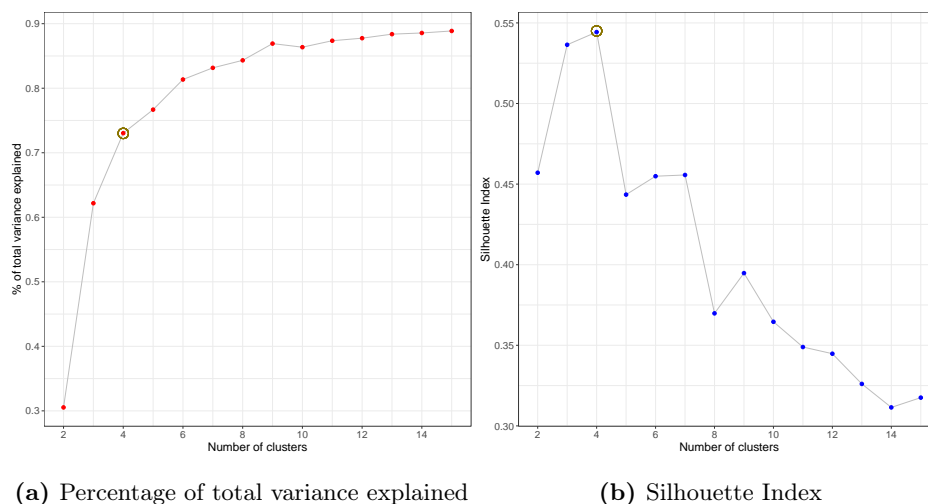 0.9
0.8
0.7
0.6
0.5
0.4
0.3
% of total variance explained
2 4 6 8 10 12 14
Number of clusters
(a) Percentage of total variance explained
0.55
0.50
0.45
0.40
0.35
0.30
Silhouette Index
2 4 6 8 10 12 14
Number of clusters
(b) Silhouette Index